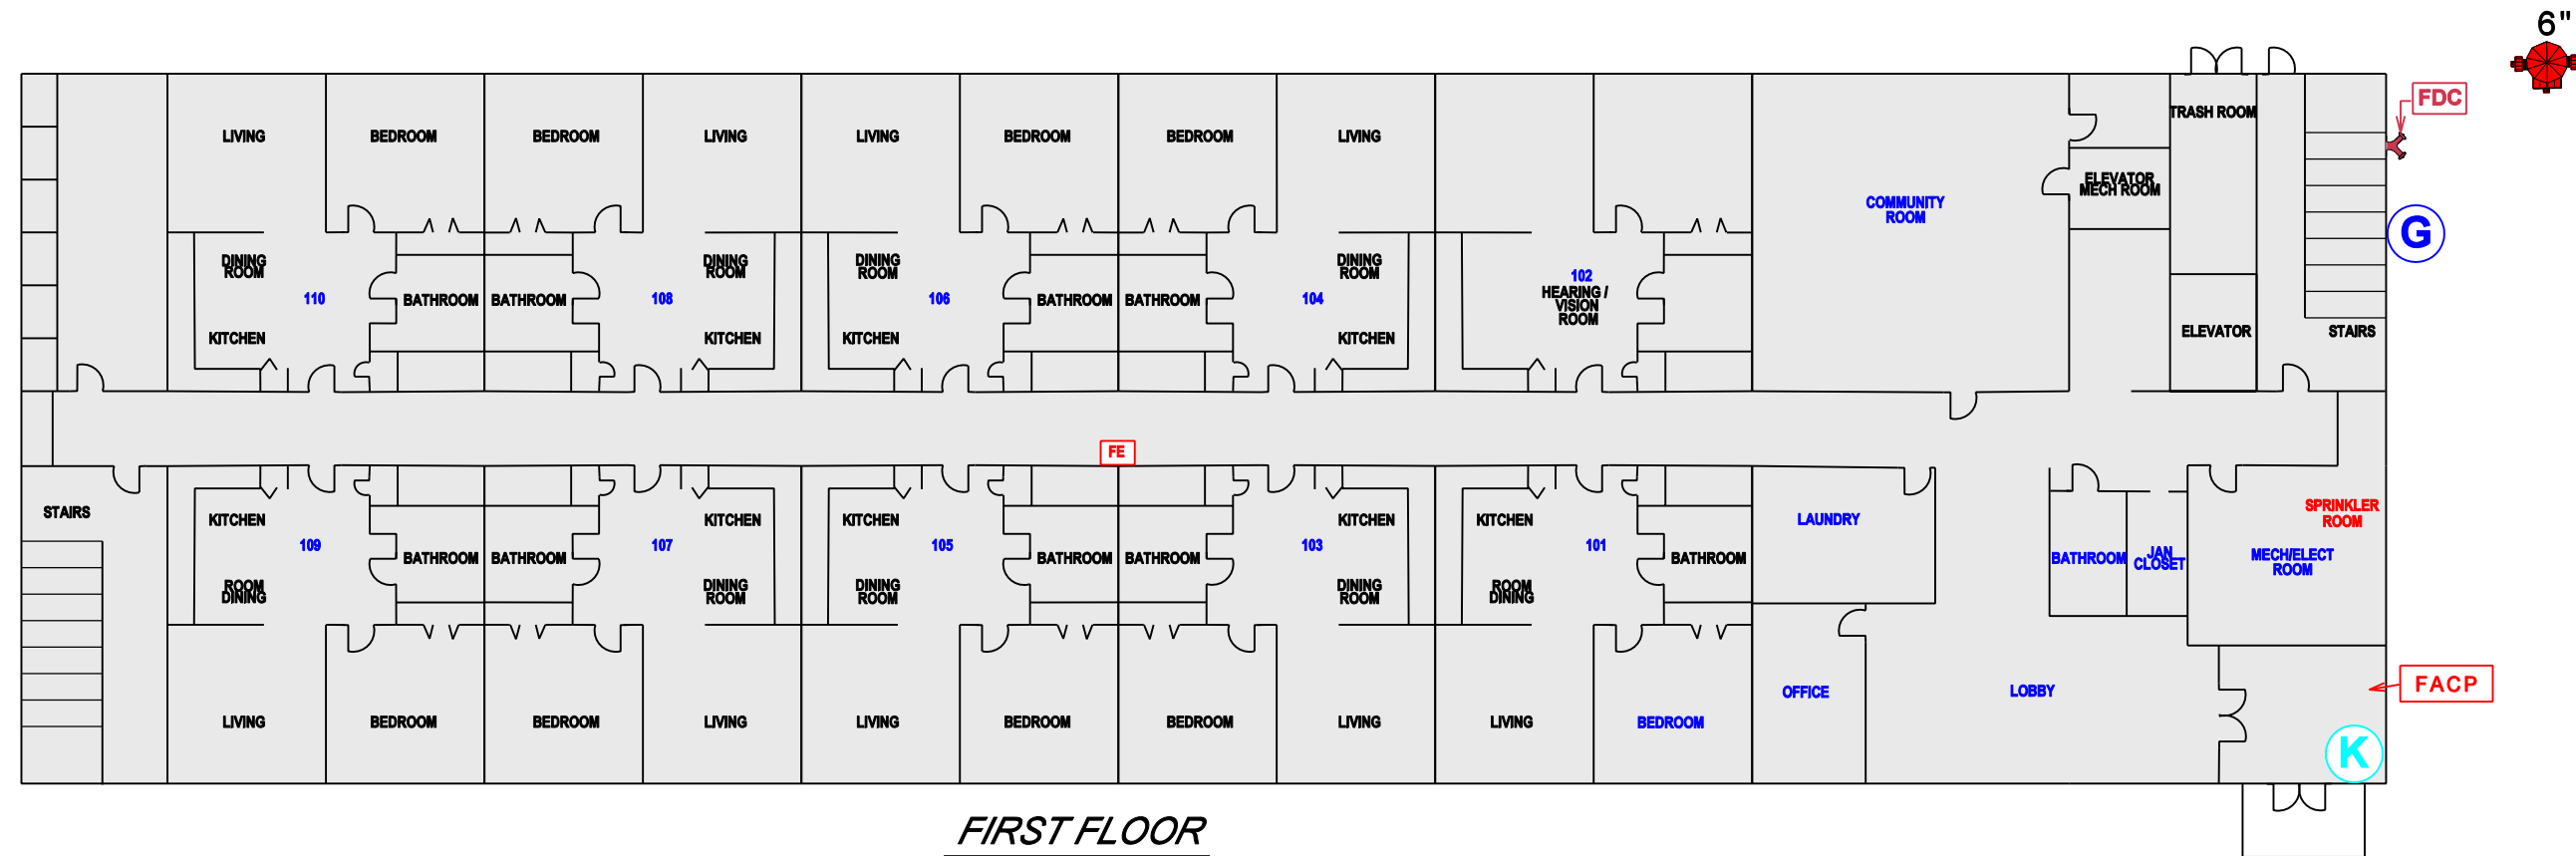 6"
FDC
TRASH ROOM
LIVING
BEDROOM
BEDROOM
LIVING
LIVING
BEDROOM
BEDROOM
LIVING
ELEVATOR
MECH ROOM
COMMUNITY
ROOM
G
DINING
ROOM
DINING
ROOM
DINING
ROOM
DINING
ROOM
102
HEARING /
VISION
ROOM
110
BATHROOM
BATHROOM
108
106
BATHROOM
BATHROOM
104
KITCHEN
KITCHEN
KITCHEN
KITCHEN
ELEVATOR
STAIRS
FE
STAIRS
KITCHEN
KITCHEN
KITCHEN
KITCHEN
KITCHEN
LAUNDRY
SPRINKLER
ROOM
109
107
105
103
101
BATHROOM
BATHROOM
BATHROOM
BATHROOM
BATHROOM
BATHROOM
JAN
CLOSET
MECH/ELECT
ROOM
ROOM
DINING
DINING
ROOM
DINING
ROOM
DINING
ROOM
ROOM
DINING
OFFICE
LOBBY
FACP
LIVING
BEDROOM
BEDROOM
LIVING
LIVING
BEDROOM
BEDROOM
LIVING
LIVING
BEDROOM
K
FIRST FLOOR